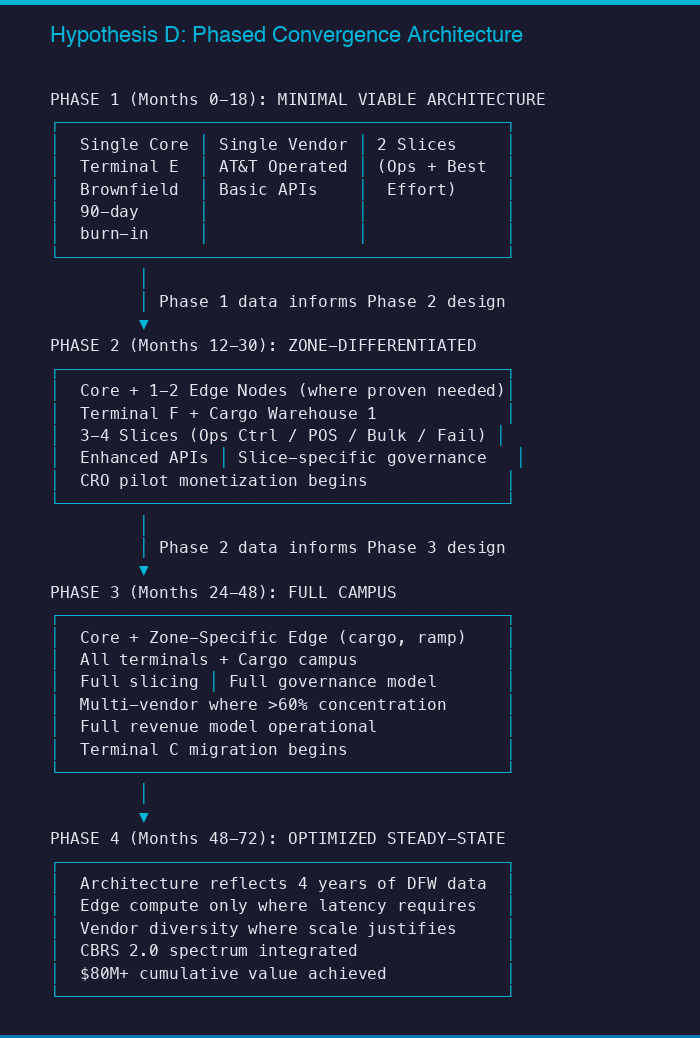 Hypothesis D: Phased Convergence Architecture
PHASE 1 (Months 0–18): MINIMAL VIABLE ARCHITECTURE
Single Core │ Single Vendor │ 2 Slices
Terminal E │ AT&T Operated │ (Ops + Best
Brownfield │ Basic APIs │ Effort)
90–day
burn–in
Phase 1 data informs Phase 2 design
▼
PHASE 2 (Months 12–30): ZONE–DIFFERENTIATED
Core + 1–2 Edge Nodes (where proven needed)
Terminal F + Cargo Warehouse 1
3–4 Slices (Ops Ctrl / POS / Bulk / Fail)
Enhanced APIs │ Slice–specific governance
CRO pilot monetization begins
Phase 2 data informs Phase 3 design
▼
PHASE 3 (Months 24–48): FULL CAMPUS
Core + Zone–Specific Edge (cargo, ramp)
All terminals + Cargo campus
Full slicing │ Full governance model
Multi–vendor where >60% concentration
Full revenue model operational
Terminal C migration begins
▼
PHASE 4 (Months 48–72): OPTIMIZED STEADY–STATE
Architecture reflects 4 years of DFW data
Edge compute only where latency requires
Vendor diversity where scale justifies
CBRS 2.0 spectrum integrated
$80M+ cumulative value achieved